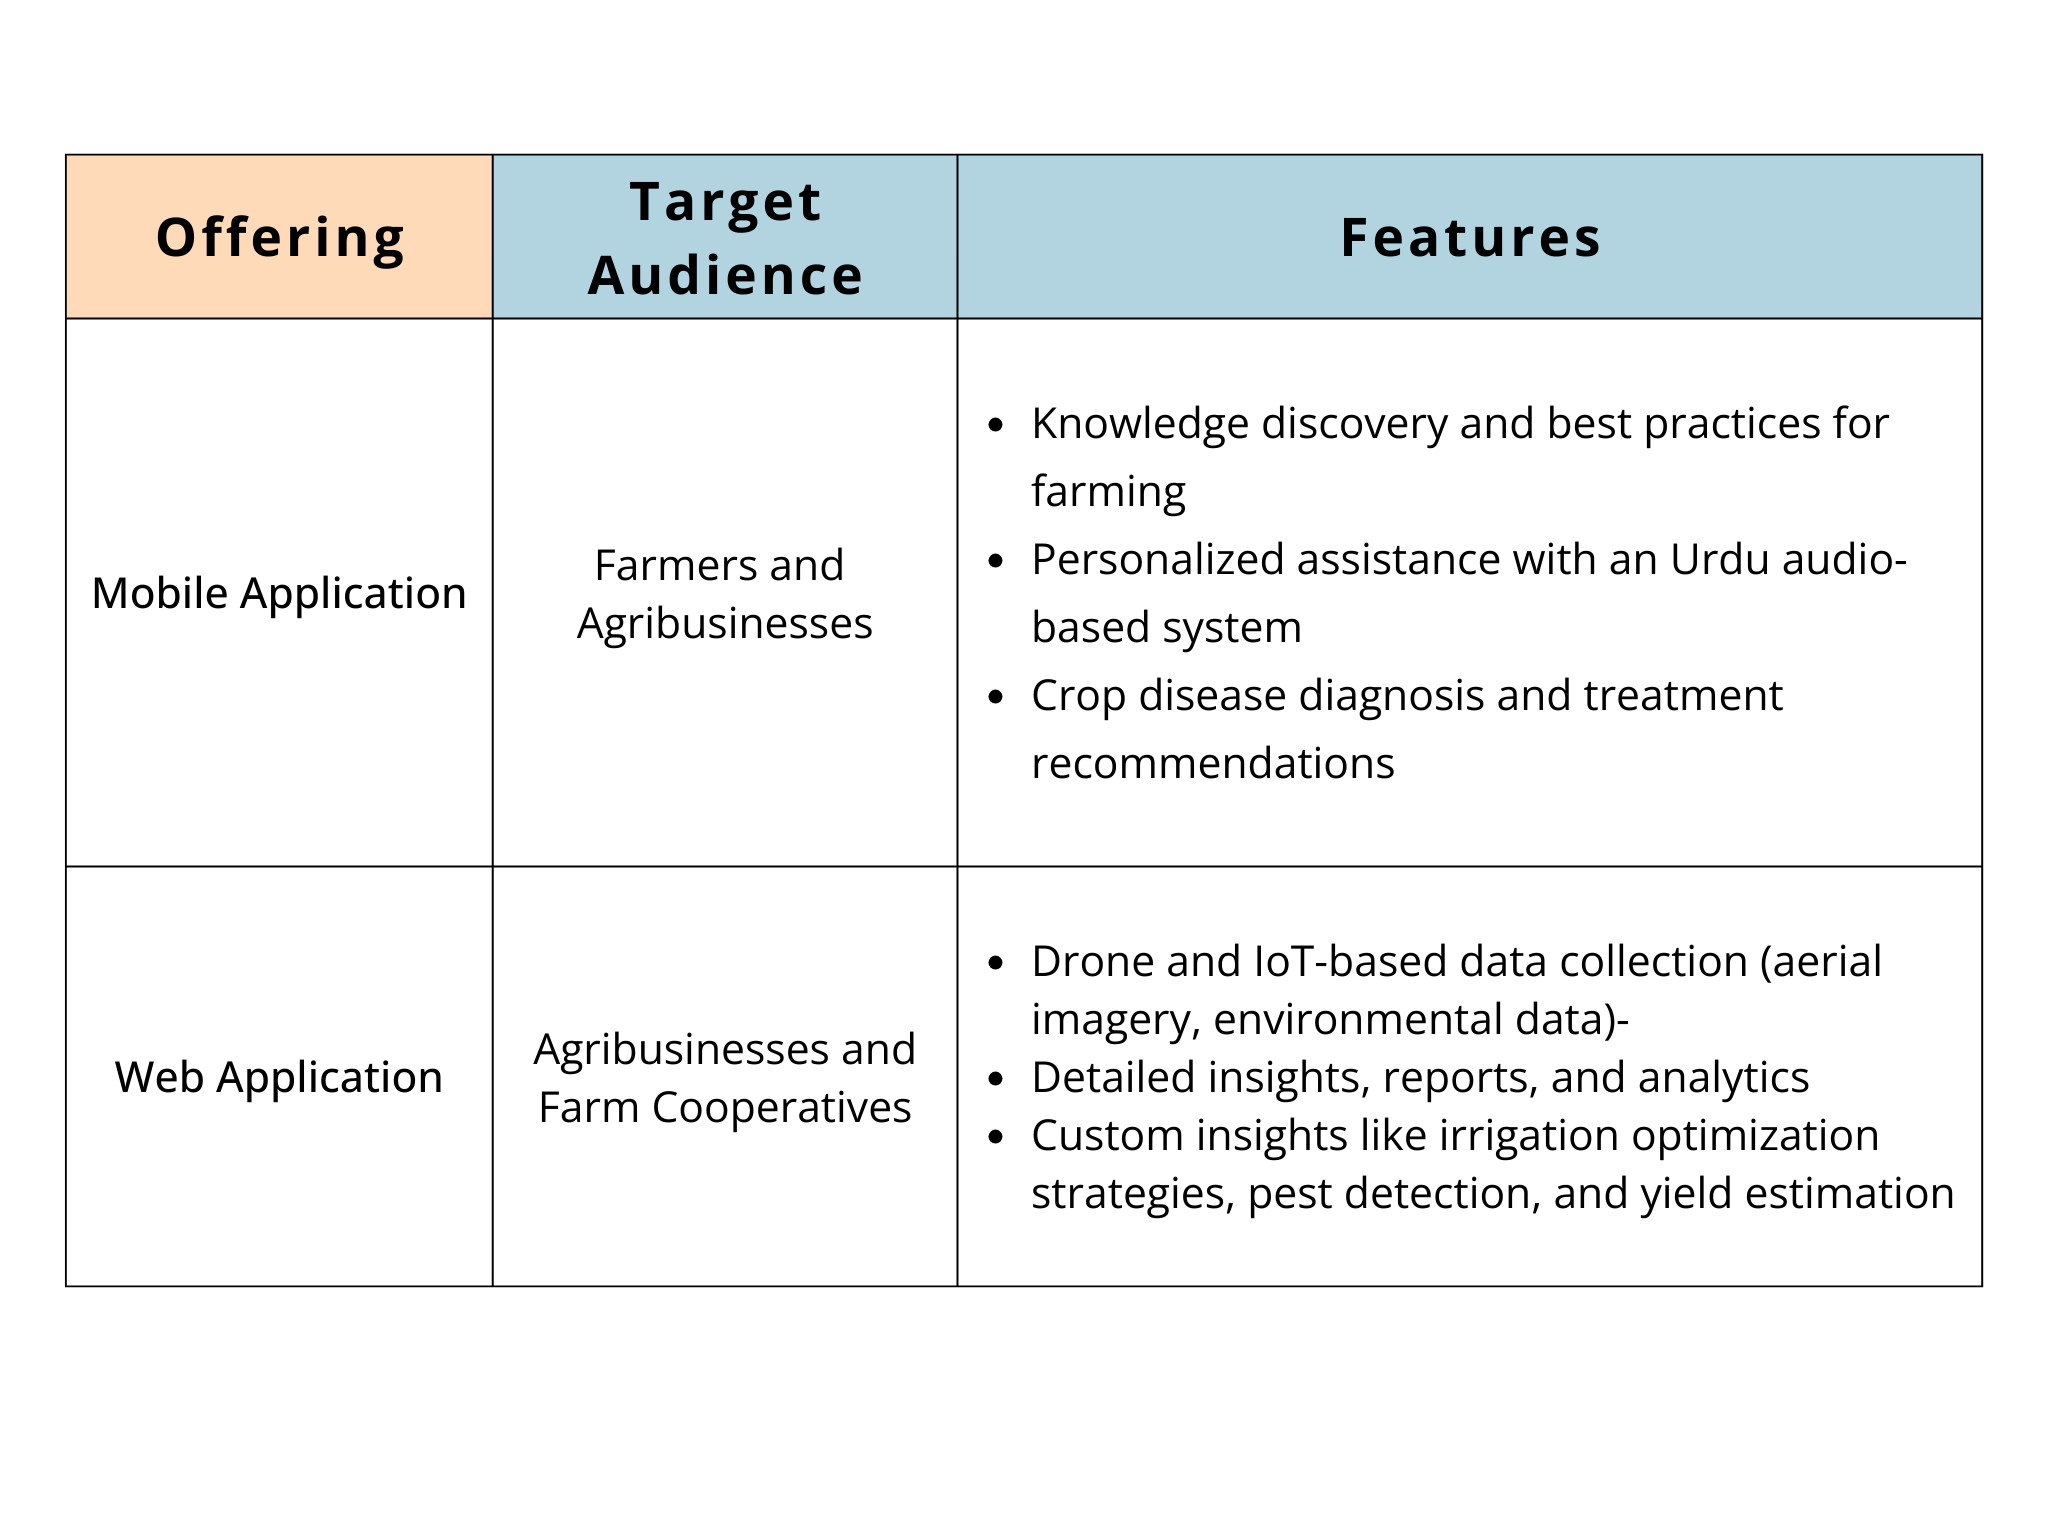 Offering
Target
Audience
Features
Mobile Application
Farmers and
Agribusinesses
• Knowledge discovery and best practices for
farming
• Personalized assistance with an Urdu audio-
based system
• Crop disease diagnosis and treatment
recommendations
Web Application
Agribusinesses and
Farm Cooperatives
• Drone and IoT-based data collection (aerial
imagery, environmental data)-
• Detailed insights, reports, and analytics
• Custom insights like irrigation optimization
strategies, pest detection, and yield estimation